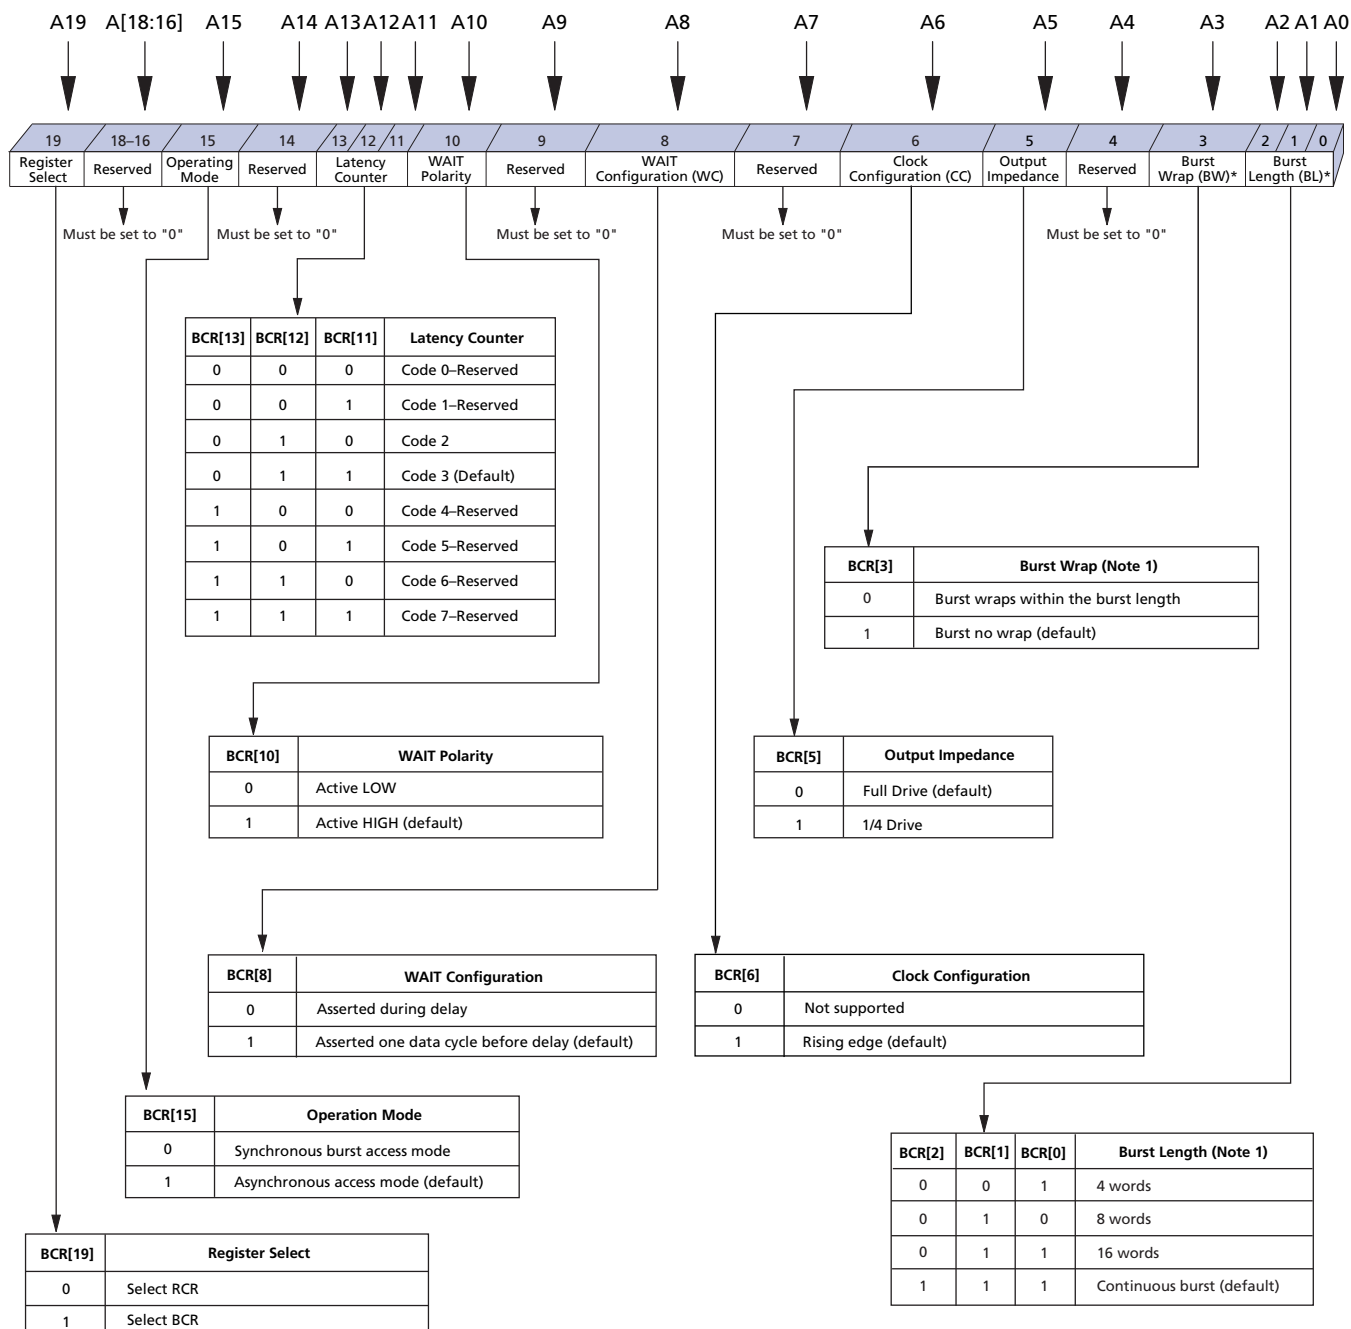 A19 A[18:16] A15 A14 A13 A12 A11 A10 A9 A8 A7 A6 A5 A4 A3 A2 A1 A0
19 18–16 15 14 13 12 11 10 9 8 7 6 5 4 3 2 1 0
Register Select
Reserved
Operating Mode
Reserved
Latency Counter
WAIT Polarity
Reserved
WAIT Configuration (WC)
Reserved
Clock Configuration (CC)
Output Impedance
Reserved
Burst Wrap (BW)*
Burst Length (BL)*
Must be set to "0" Must be set to "0" Must be set to "0" Must be set to "0" Must be set to "0"
BCR[13] BCR[12] BCR[11] Latency Counter
0 0 0 Code 0–Reserved
0 0 1 Code 1–Reserved
0 1 0 Code 2
0 1 1 Code 3 (Default)
1 0 0 Code 4–Reserved
1 0 1 Code 5–Reserved
1 1 0 Code 6–Reserved
1 1 1 Code 7–Reserved
BCR[3] Burst Wrap (Note 1)
0 Burst wraps within the burst length
1 Burst no wrap (default)
BCR[10] WAIT Polarity
0 Active LOW
1 Active HIGH (default)
BCR[5] Output Impedance
0 Full Drive (default)
1 1/4 Drive
BCR[8] WAIT Configuration
0 Asserted during delay
1 Asserted one data cycle before delay (default)
BCR[6] Clock Configuration
0 Not supported
1 Rising edge (default)
BCR[15] Operation Mode
0 Synchronous burst access mode
1 Asynchronous access mode (default)
BCR[2] BCR[1] BCR[0] Burst Length (Note 1)
0 0 1 4 words
0 1 0 8 words
0 1 1 16 words
1 1 1 Continuous burst (default)
BCR[19] Register Select
0 Select RCR
1 Select BCR